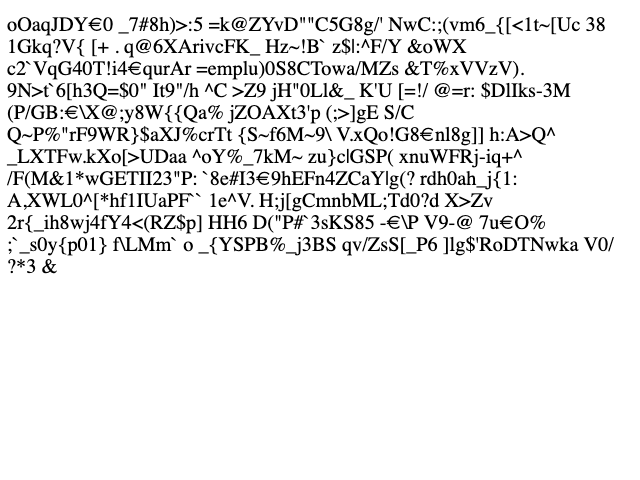 oOaqJDY€0 _7#8h)>:5 =k@ZYvD""C5G8g/' NwC:;(vm6_{[<1t~[Uc 38
1Gkq?V{ [+ . q@6XArivcFK_ Hz~!B` z$|:^F/Y &oWX
c2`VqG40T!i4€qurAr =emplu)0S8CTowa/MZs &T%xVVzV).
9N>t`6[h3Q=$0" It9"/h ^C >Z9 jH"0Ll&_ K'U [=!/ @=r: $DlIks-3M
(P/GB:€\X@;y8W{{Qa% jZOAXt3'p (;>]gE S/C
Q~P%"rF9WR}$aXJ%crTt {S~f6M~9\ V.xQo!G8€nl8g]] h:A>Q^
_LXTFw.kXo[>UDaa ^oY%_7kM~ zu}c|GSP( xnuWFRj-iq+^
/F(M&1*wGETII23"P: `8e#I3€9hEFn4ZCaY|g(? rdh0ah_j{1:
A,XWL0^[*hf1IUaPF`` 1e^V. H;j[gCmnbML;Td0?d X>Zv
2r{_ih8wj4fY4<(RZ$p] HH6 D("P#`3sKS85 -€\P V9-@ 7u€O%
;`_s0y{p01} f\LMm` o _{YSPB%_j3BS qv/ZsS[_P6 ]lg$'RoDTNwka V0/
?*3 &